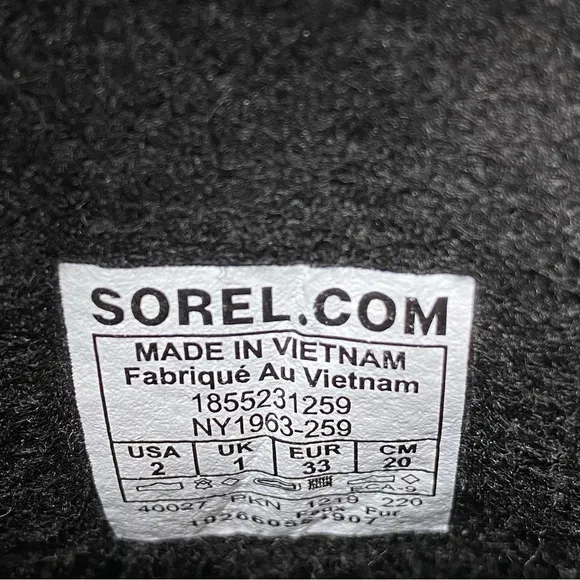 SOREL.COM
MADE IN VIETNAM
Fabriqué Au Vietnam
1855231259
NY1963-259
USA UK EUR CM
2 1 33 20
40027 PKN 1219 220
Faux Fur